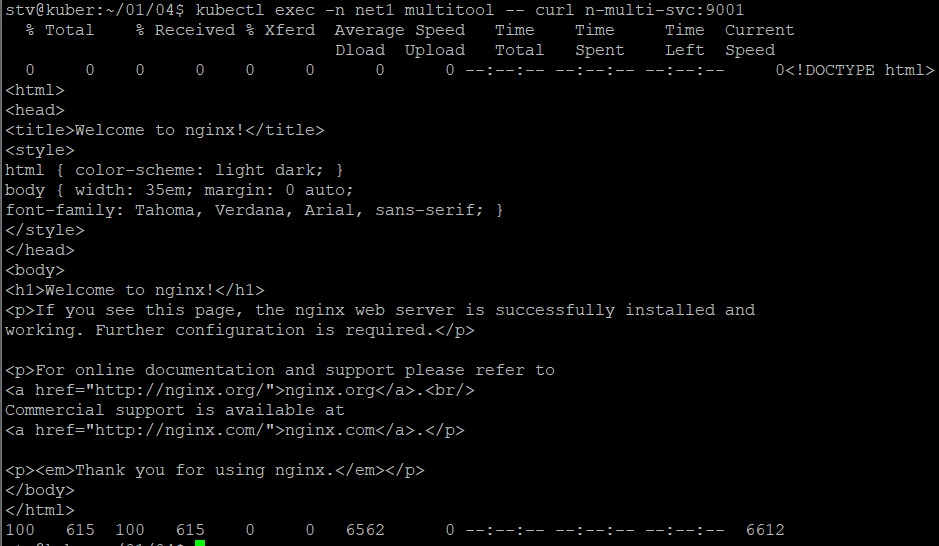 stv@kuber:~/01/04$ kubectl exec -n net1 multitool -- curl n-multi-svc:9001
  % Total    % Received % Xferd  Average Speed   Time    Time     Time  Current
                                 Dload  Upload   Total   Spent    Left  Speed
  0     0    0     0    0     0      0      0 --:--:-- --:--:-- --:--:--     0<!DOCTYPE html>
<html>
<head>
<title>Welcome to nginx!</title>
<style>
html { color-scheme: light dark; }
body { width: 35em; margin: 0 auto;
font-family: Tahoma, Verdana, Arial, sans-serif; }
</style>
</head>
<body>
<h1>Welcome to nginx!</h1>
<p>If you see this page, the nginx web server is successfully installed and
working. Further configuration is required.</p>

<p>For online documentation and support please refer to
<a href="http://nginx.org/">nginx.org</a>.<br/>
Commercial support is available at
<a href="http://nginx.com/">nginx.com</a>.</p>

<p><em>Thank you for using nginx.</em></p>
</body>
</html>
100   615  100   615    0     0   6562      0 --:--:-- --:--:-- --:--:--  6612
stv@kuber:~/01/04$